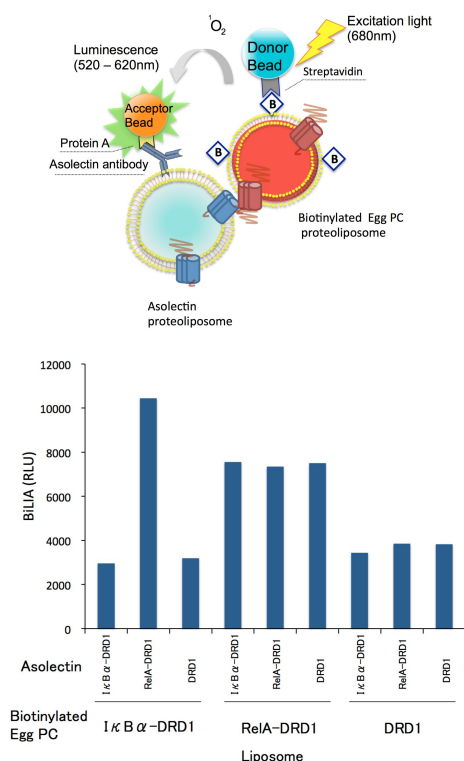 ¹O₂
Excitation light
(680nm)
Luminescence
(520 – 620nm)
Donor
Bead
Streptavidin
B
Acceptor
Bead
Protein A
Asolectin antibody
B
B
Biotinylated Egg PC
proteoliposome
Asolectin
proteoliposome
12000
10000
8000
6000
4000
2000
0
BiLIA (RLU)
Asolectin
IκBα-DRD1
RelA-DRD1
DRD1
IκBα-DRD1
RelA-DRD1
DRD1
IκBα-DRD1
RelA-DRD1
DRD1
Biotinylated
Egg PC
IκBα-DRD1
RelA-DRD1
DRD1
Liposome